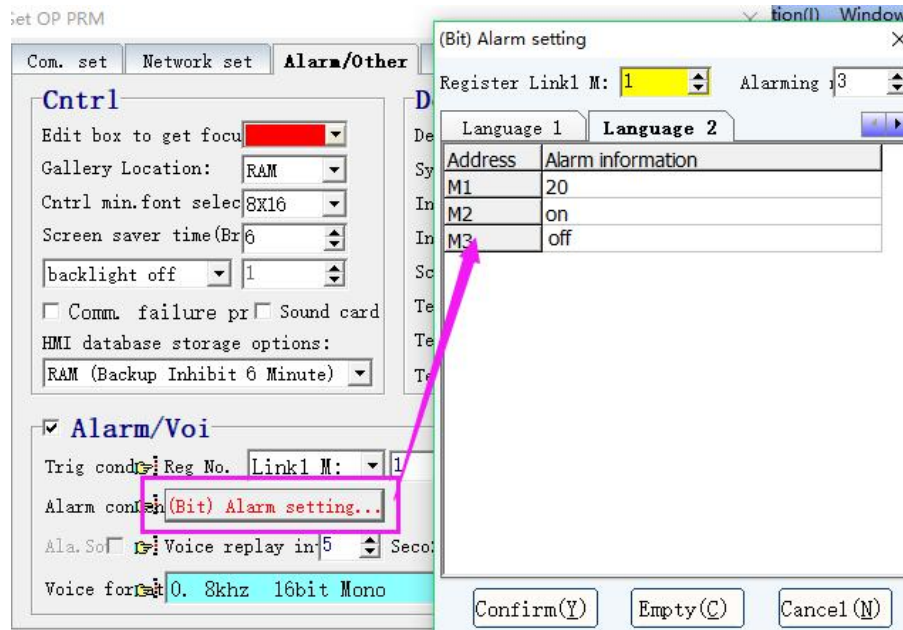 Set OP PRM
tion(I) Window
Com. set Network set Alarm/Other
Cntrl
Edit box to get focu
Gallery Location: RAM
Cntrl min.font selec 8X16
Screen saver time(Br 6
backlight off 1
Comm. failure pr Sound card
HMI database storage options:
RAM (Backup Inhibit 6 Minute)
D
De
Sy
In
In
Sc
Te
Te
Te
Alarm/Voi
Trig cond Reg No. Link1 M: 1
Alarm con (Bit) Alarm setting...
Ala.So Voice replay in 5 Seco
Voice format 0. 8khz 16bit Mono
(Bit) Alarm setting
Register Link1 M: 1 Alarming 3
Language 1 Language 2
Address Alarm information
M1 20
M2 on
M3 off
Confirm(Y) Empty(C) Cancel(N)